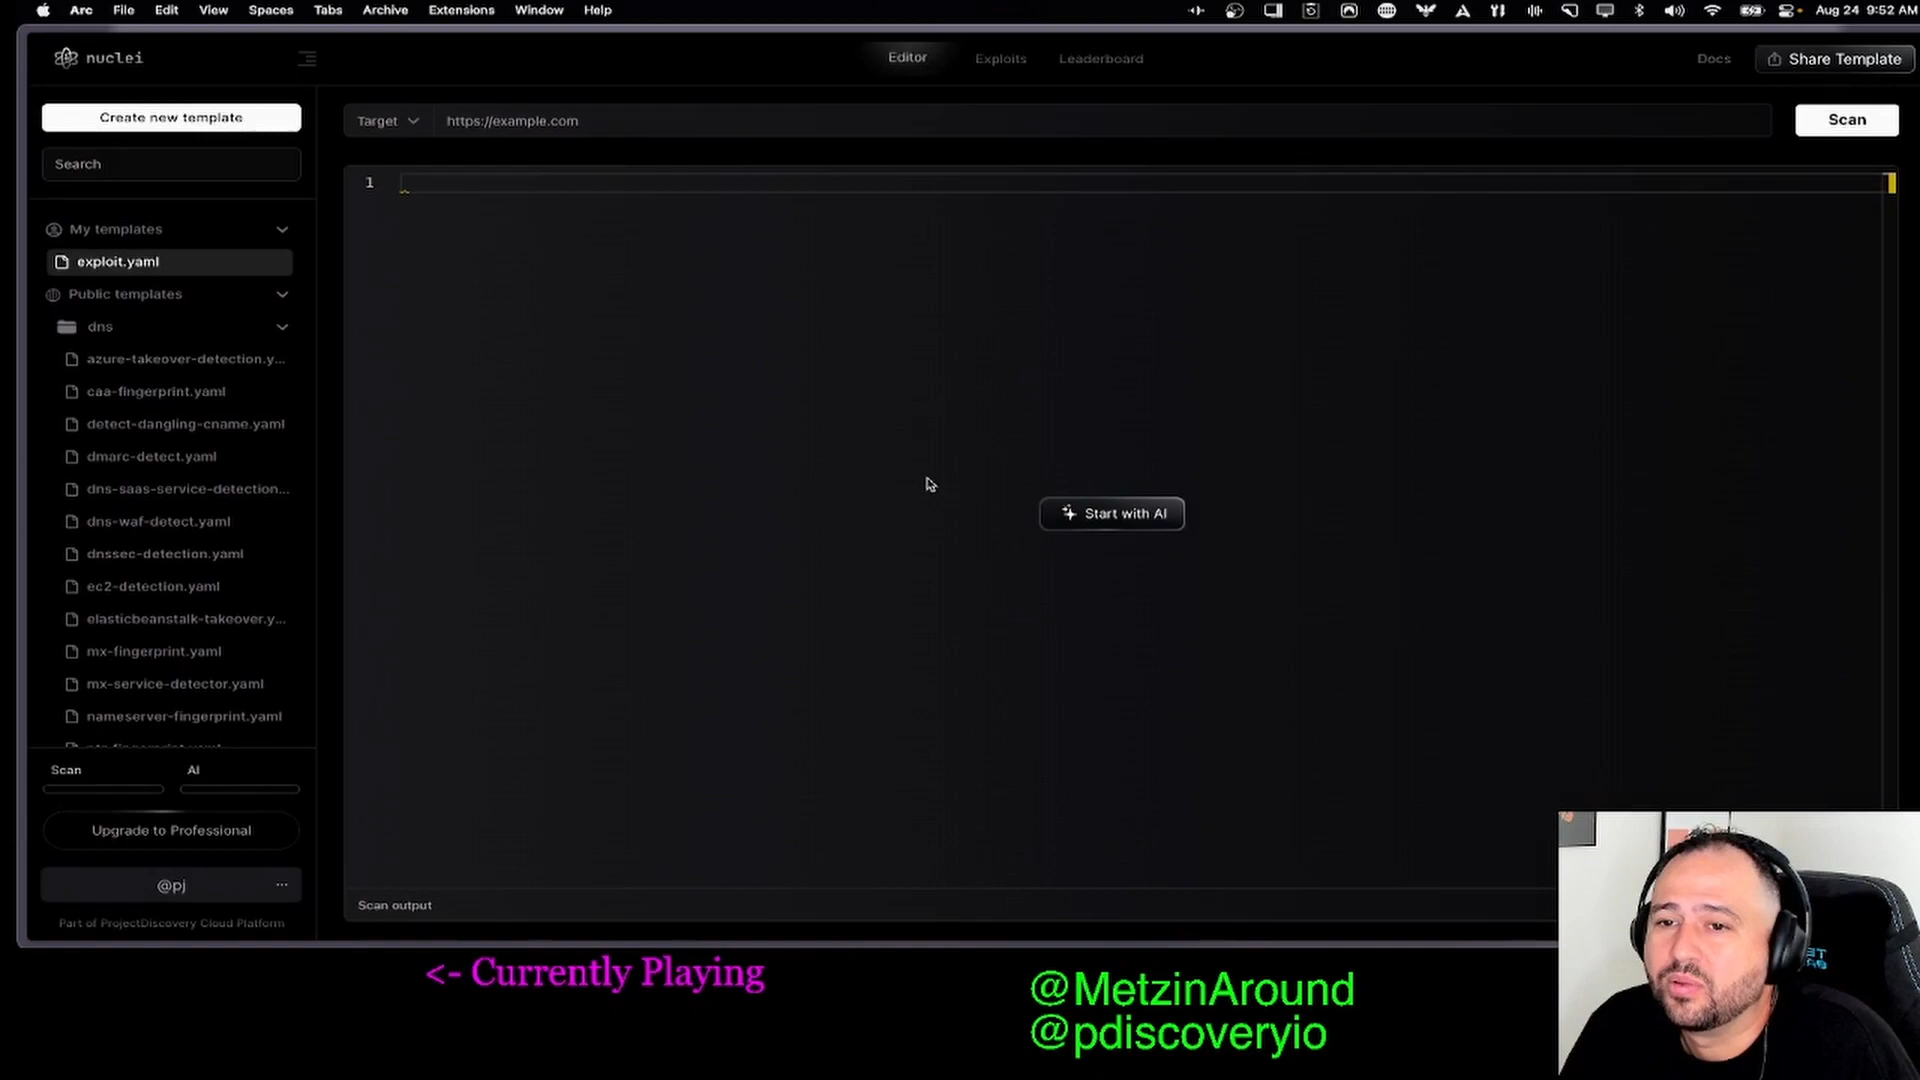 Arc File Edit View Spaces Tabs Archive Extensions Window Help
Aug 24 9:52 AM
nuclei
Editor Exploits Leaderboard
Docs
Share Template
Create new template
Target https://example.com
Scan
Search
1
My templates
exploit.yaml
Public templates
dns
azure-takeover-detection.y...
caa-fingerprint.yaml
detect-dangling-cname.yaml
dmarc-detect.yaml
dns-saas-service-detection...
dns-waf-detect.yaml
dnssec-detection.yaml
ec2-detection.yaml
elasticbeanstalk-takeover.y...
mx-fingerprint.yaml
mx-service-detector.yaml
nameserver-fingerprint.yaml
Start with AI
Scan AI
Upgrade to Professional
@pj ...
Part of ProjectDiscovery Cloud Platform
Scan output
<- Currently Playing
@MetzinAround
@pdiscoveryio